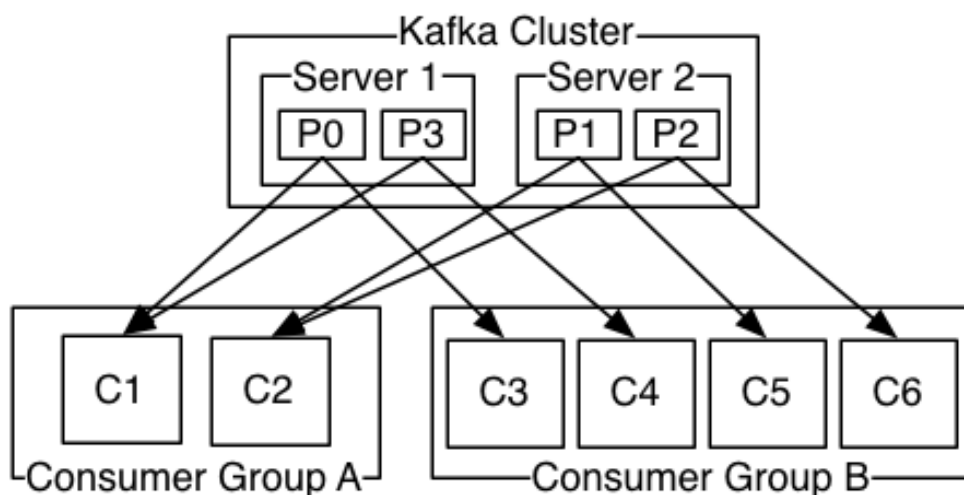 Kafka Cluster
Server 1 Server 2
P0 P3 P1 P2
C1 C2 C3 C4 C5 C6
Consumer Group A Consumer Group B